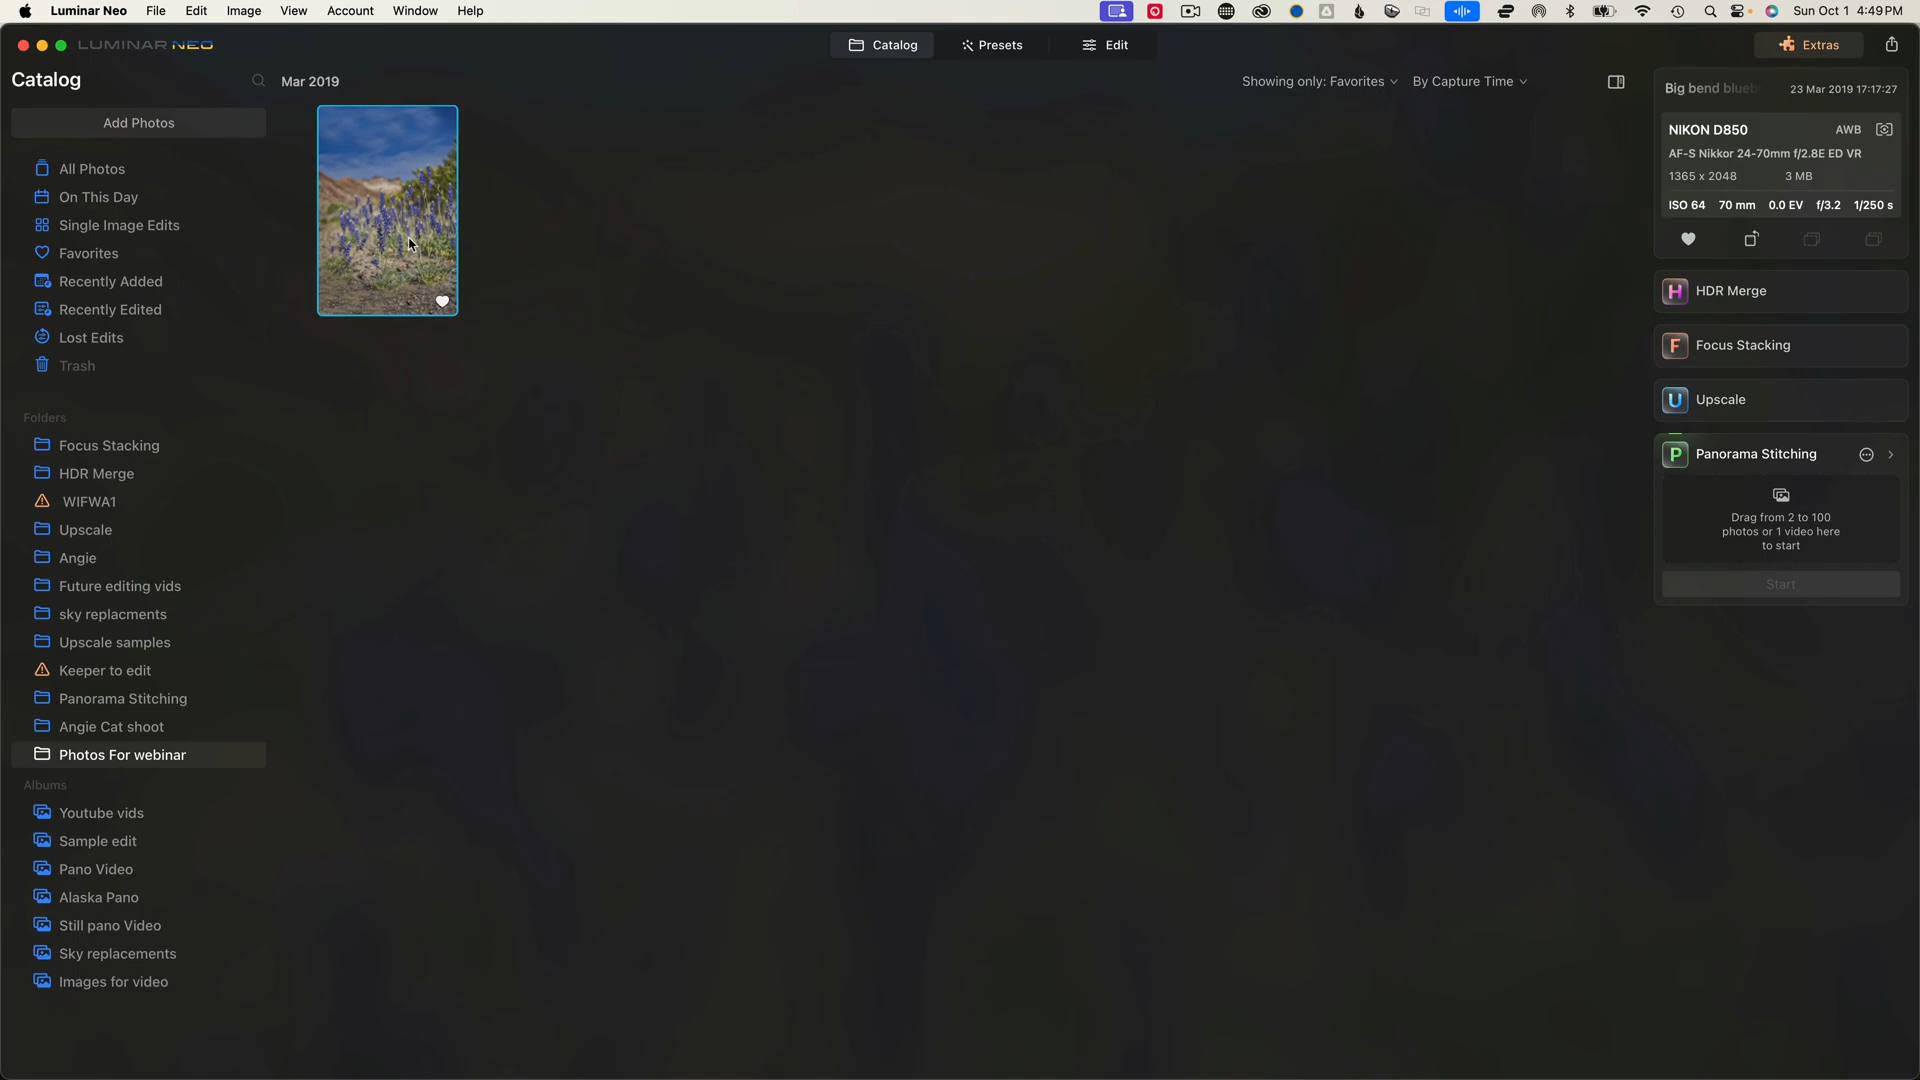 Luminar Neo File Edit Image View Account Window Help Sun Oct 1 4:49 PM
LUMINAR NEO Catalog Presets Edit Extras
Catalog Mar 2019 Showing only: Favorites By Capture Time
Add Photos
All Photos
On This Day
Single Image Edits
Favorites
Recently Added
Recently Edited
Lost Edits
Trash
Folders
Focus Stacking
HDR Merge
WIFWA1
Upscale
Angie
Future editing vids
sky replacments
Upscale samples
Keeper to edit
Panorama Stitching
Angie Cat shoot
Photos For webinar
Albums
Youtube vids
Sample edit
Pano Video
Alaska Pano
Still pano Video
Sky replacements
Images for video
Big bend 23 Mar 2019 17:17:27
NIKON D850 AWB
AF-S Nikkor 24-70mm f/2.8E ED VR
1365 x 2048 3 MB
ISO 64 70 mm 0.0 EV f/3.2 1/250 s
H HDR Merge
F Focus Stacking
U Upscale
P Panorama Stitching
Drag from 2 to 100
photos or 1 video here
to start
Start